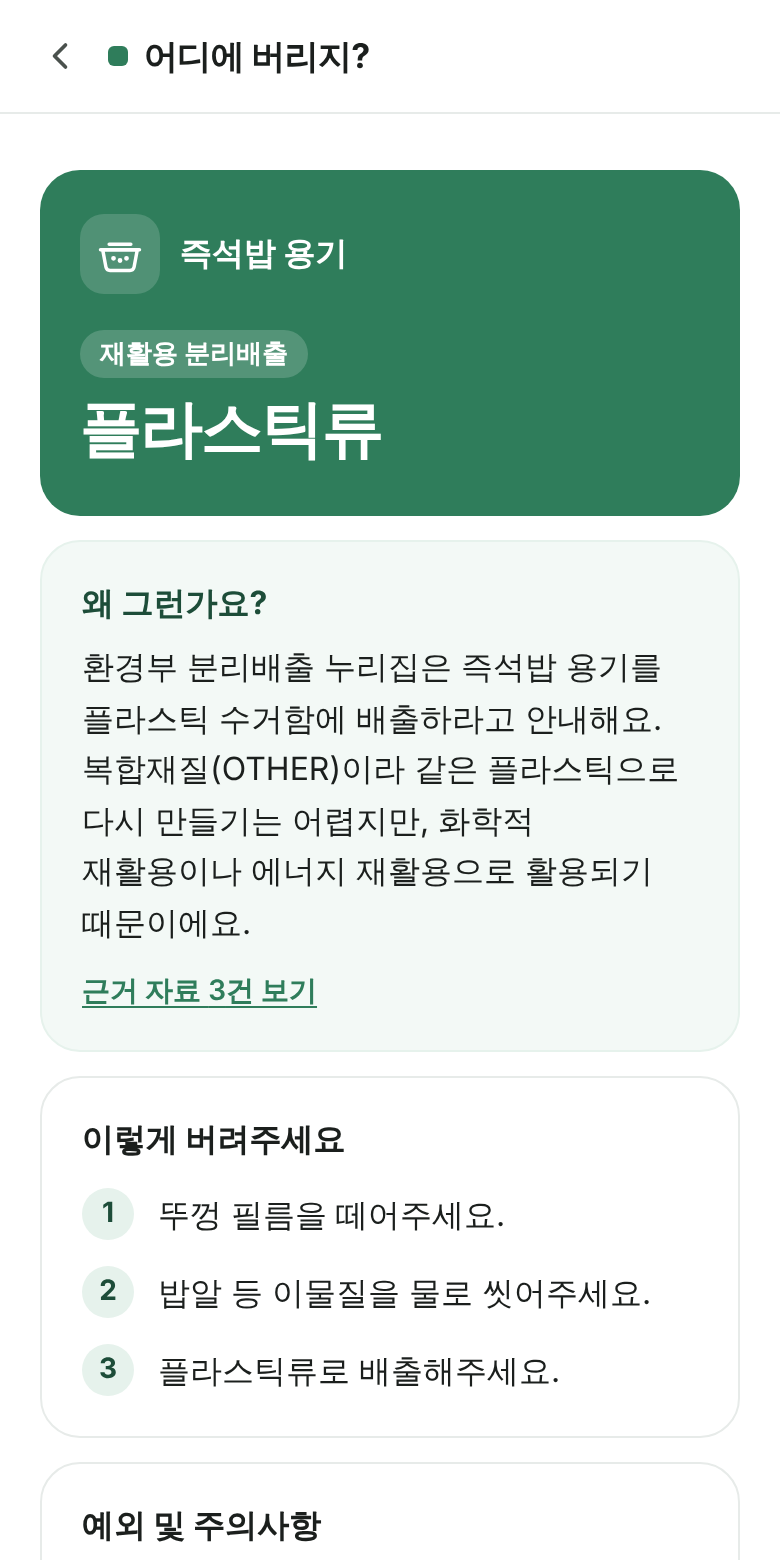 어디에 버리지?
즉석밥 용기
재활용 분리배출
플라스틱류
왜 그런가요?
환경부 분리배출 누리집은 즉석밥 용기를
플라스틱 수거함에 배출하라고 안내해요.
복합재질(OTHER)이라 같은 플라스틱으로
다시 만들기는 어렵지만, 화학적
재활용이나 에너지 재활용으로 활용되기
때문이에요.
근거 자료 3건 보기
이렇게 버려주세요
1 뚜껑 필름을 떼어주세요.
2 밥알 등 이물질을 물로 씻어주세요.
3 플라스틱류로 배출해주세요.
예외 및 주의사항